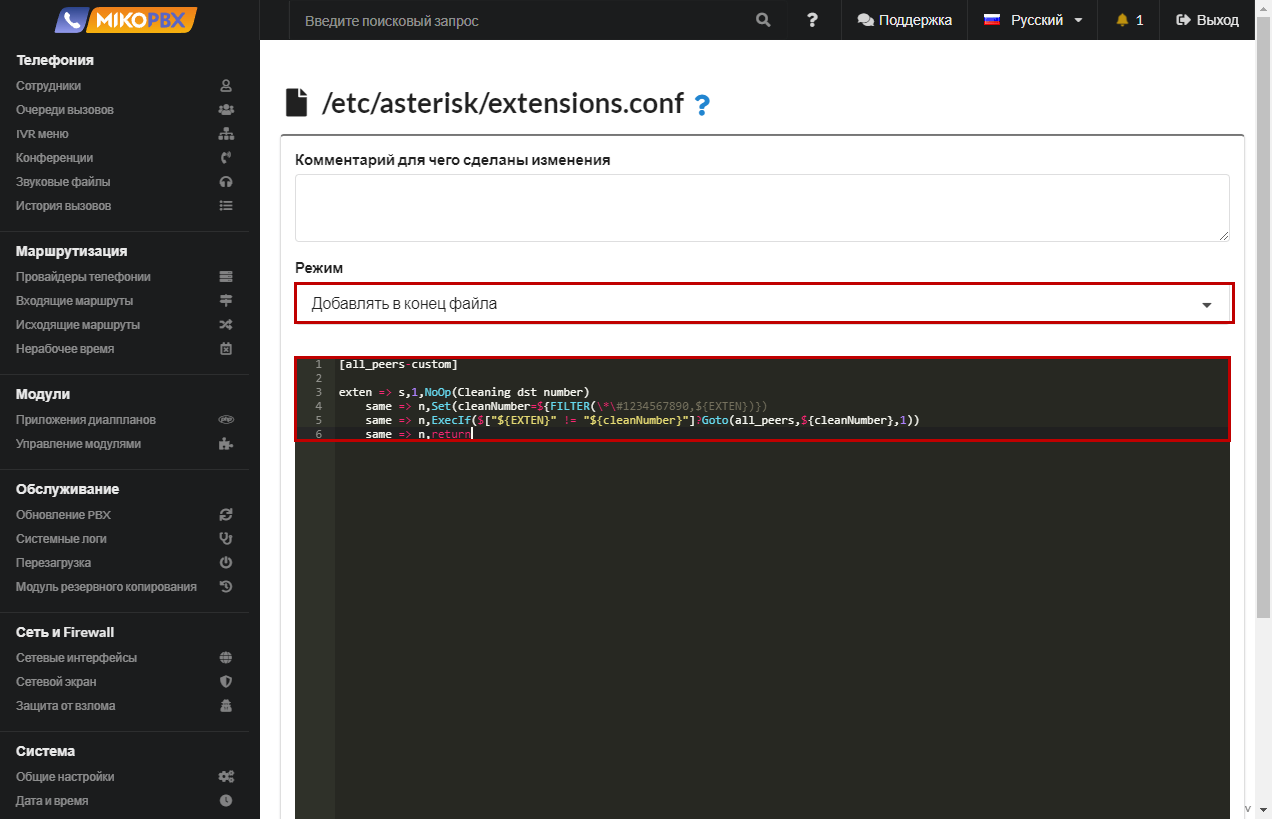 MIKOPBX
Введите поисковый запрос
?
Поддержка
Русский
1
Выход
Телефония
Сотрудники
Очереди вызовов
IVR меню
Конференции
Звуковые файлы
История вызовов
Маршрутизация
Провайдеры телефонии
Входящие маршруты
Исходящие маршруты
Нерабочее время
Модули
Приложения диалпланов
Управление модулями
Обслуживание
Обновление PBX
Системные логи
Перезагрузка
Модуль резервного копирования
Сеть и Firewall
Сетевые интерфейсы
Сетевой экран
Защита от взлома
Система
Общие настройки
Дата и время
/etc/asterisk/extensions.conf ?
Комментарий для чего сделаны изменения
Режим
Добавлять в конец файла
1 [all_peers-custom]
2
3 exten => s,1,NoOp(Cleaning dst number)
4 same => n,Set(cleanNumber=${FILTER(\*\#1234567890,${EXTEN})})
5 same => n,ExecIf($["${EXTEN}" != "${cleanNumber}"]?Goto(all_peers,${cleanNumber},1))
6 same => n,return
v